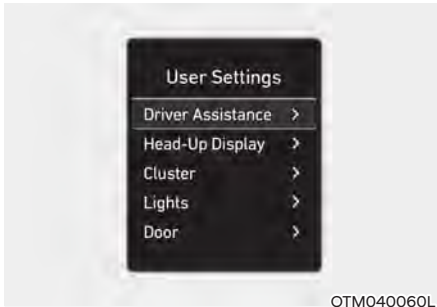 User Settings
Driver Assistance >
Head-Up Display >
Cluster >
Lights >
Door >
OTM040060L